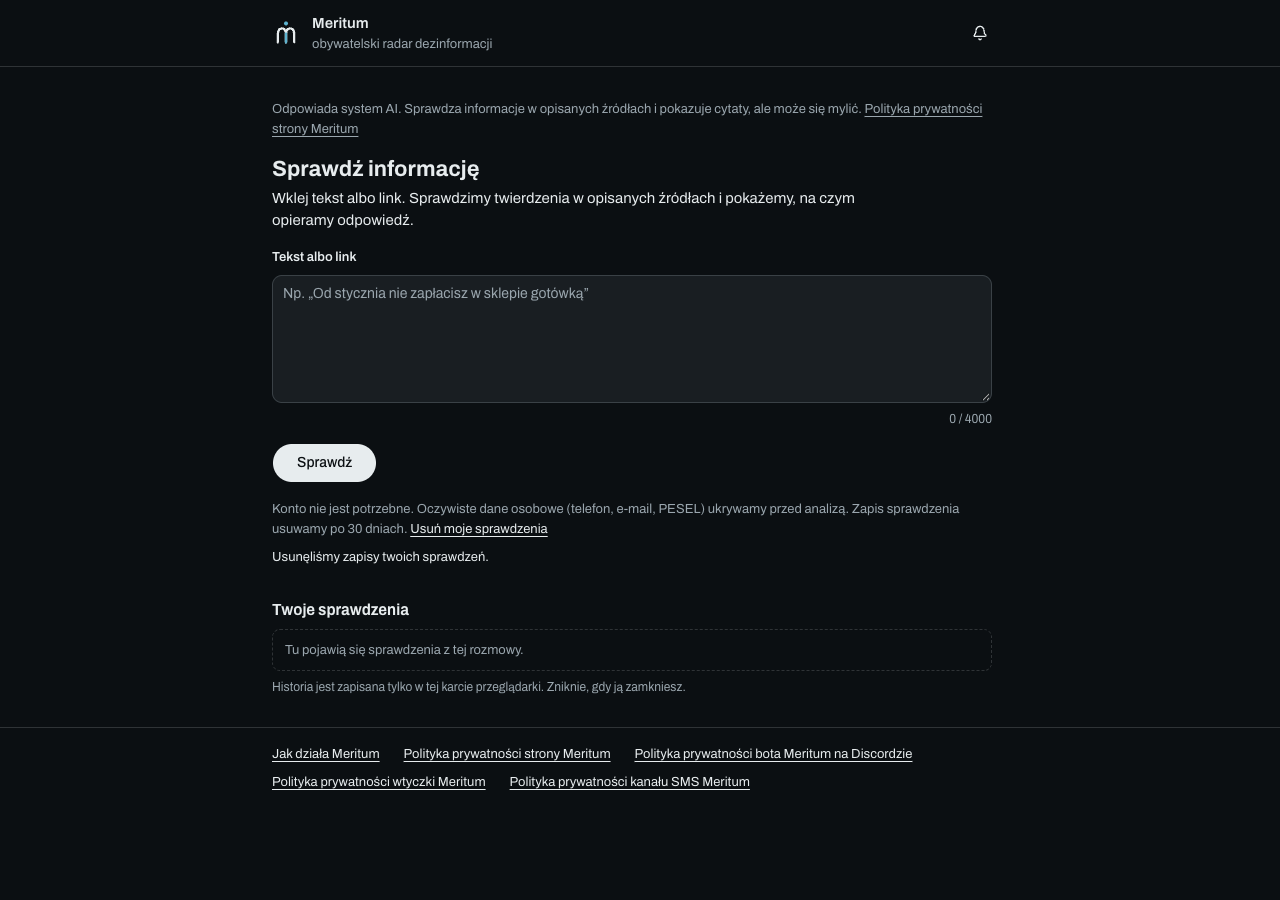 Meritum
obywatelski radar dezinformacji
Odpowiada system AI. Sprawdza informacje w opisanych źródłach i pokazuje cytaty, ale może się mylić. Polityka prywatności
strony Meritum
Sprawdź informację
Wklej tekst albo link. Sprawdzimy twierdzenia w opisanych źródłach i pokażemy, na czym
opieramy odpowiedź.
Tekst albo link
Np. „Od stycznia nie zapłacisz w sklepie gotówką”
0 / 4000
Sprawdź
Konto nie jest potrzebne. Oczywiste dane osobowe (telefon, e-mail, PESEL) ukrywamy przed analizą. Zapis sprawdzenia
usuwamy po 30 dniach. Usuń moje sprawdzenia
Usunęliśmy zapisy twoich sprawdzeń.
Twoje sprawdzenia
Tu pojawią się sprawdzenia z tej rozmowy.
Historia jest zapisana tylko w tej karcie przeglądarki. Zniknie, gdy ją zamkniesz.
Jak działa Meritum Polityka prywatności strony Meritum Polityka prywatności bota Meritum na Discordzie
Polityka prywatności wtyczki Meritum Polityka prywatności kanału SMS Meritum